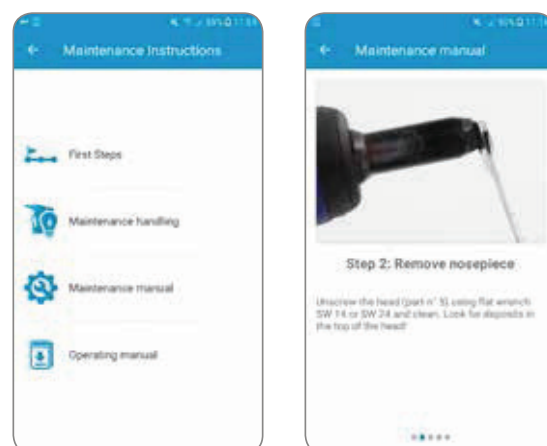 Maintenance Instructions
First Steps
Maintenance handling
Maintenance manual
Operating manual
Maintenance manual
Step 2: Remove nosepiece
Unscrew the head (part n° 5) using flat wrench
SW 14 or SW 24 and clean. Look for deposits in
the top of the head!